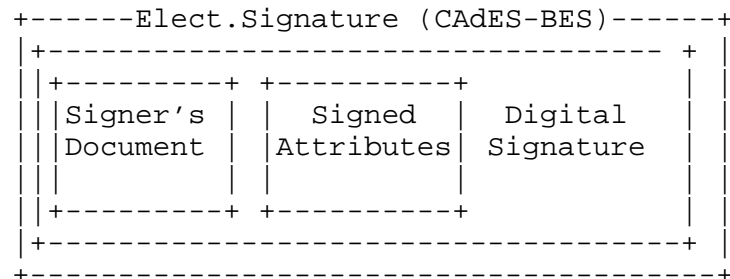 +------Elect.Signature (CAdES-BES)------+
|+----------------------------------- + |
||+---------+ +----------+            | |
|||Signer's | |  Signed  |  Digital   | |
|||Document | |Attributes| Signature  | |
|||         | |          |            | |
||+---------+ +----------+            | |
|+------------------------------------+ |
+---------------------------------------+